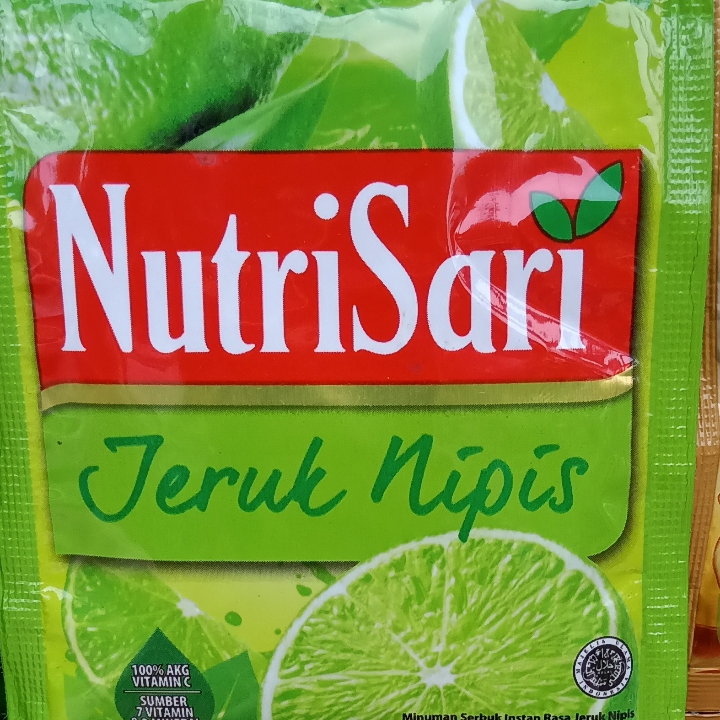 NutriSari
Jeruk Nipis
100% AKG
VITAMIN C
SUMBER
7 VITAMIN
Minuman Serbuk Instan Rasa Jeruk Nipis